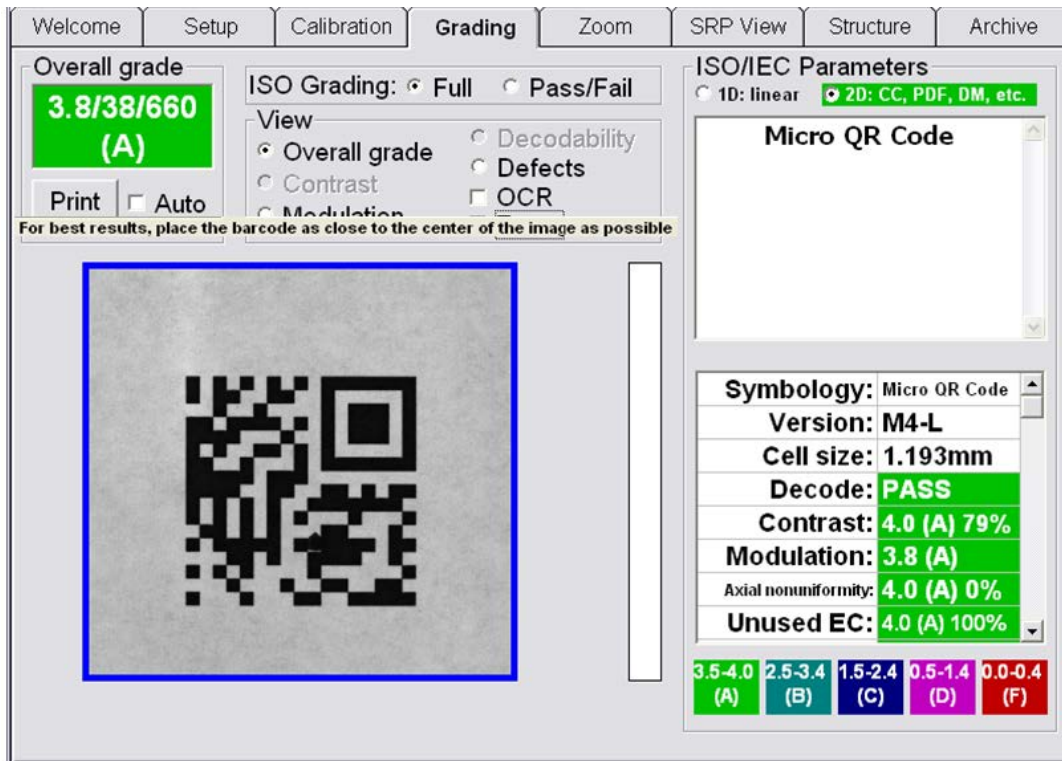 Welcome Setup Calibration Grading Zoom SRP View Structure Archive
Overall grade
3.8/38/660
(A)
Print Auto
ISO Grading: Full Pass/Fail
View
Overall grade
Contrast
Modulation
Decodability
Defects
OCR
For best results, place the barcode as close to the center of the image as possible
ISO/IEC Parameters
1D: linear 2D: CC, PDF, DM, etc.
Micro QR Code
Symbology: Micro QR Code
Version: M4-L
Cell size: 1.193mm
Decode: PASS
Contrast: 4.0 (A) 79%
Modulation: 3.8 (A)
Axial nonuniformity: 4.0 (A) 0%
Unused EC: 4.0 (A) 100%
3.5-4.0 2.5-3.4 1.5-2.4 0.5-1.4 0.0-0.4
(A) (B) (C) (D) (F)